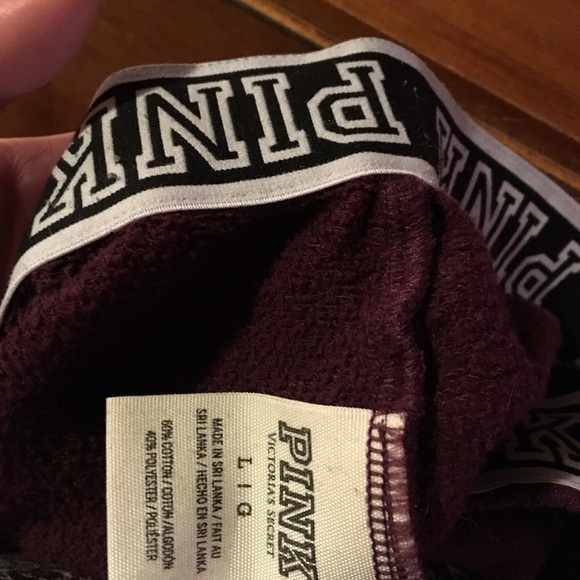 PINK
PINK
PINK
VICTORIA'S SECRET
L | G
MADE IN SRI LANKA / FAIT AU
SRI LANKA / HECHO EN SRI LANKA
60% COTTON / COTON / ALGODÓN
40% POLYESTER / POLIÉSTER